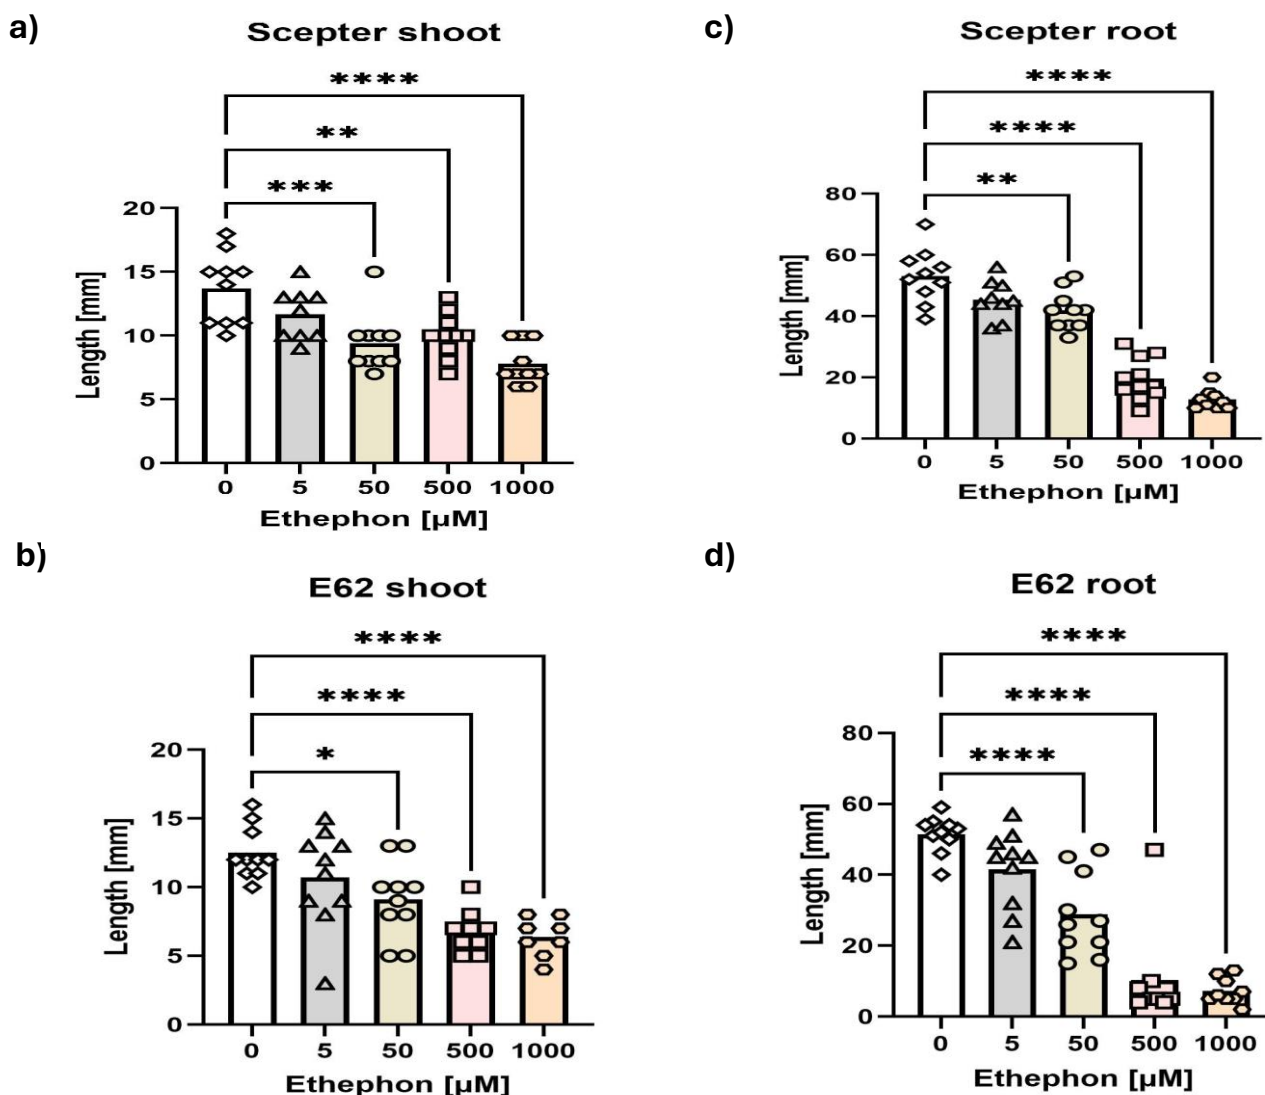 a)
Scepter shoot
****
**
***
20
15
10
5
0
Length [mm]
0 5 50 500 1000
Ethephon [µM]
c)
Scepter root
****
****
**
80
60
40
20
0
Length [mm]
0 5 50 500 1000
Ethephon [µM]
b)
E62 shoot
****
****
*
20
15
10
5
0
Length [mm]
0 5 50 500 1000
Ethephon [µM]
d)
E62 root
****
****
****
80
60
40
20
0
Length [mm]
0 5 50 500 1000
Ethephon [µM]